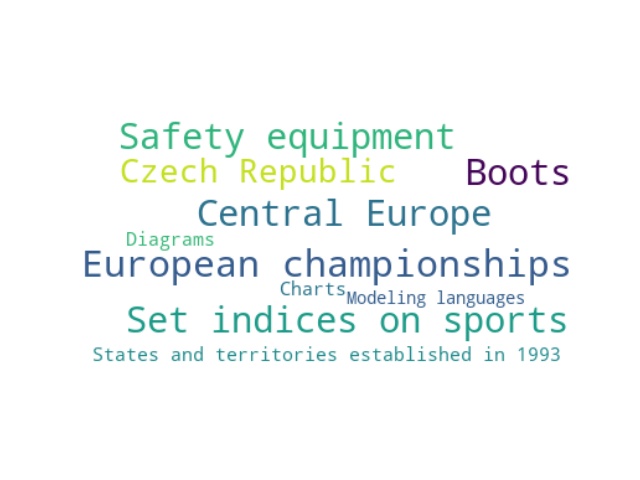 Safety equipment
Czech Republic Boots
Central Europe
Diagrams
European championships
Charts
Modeling languages
Set indices on sports
States and territories established in 1993